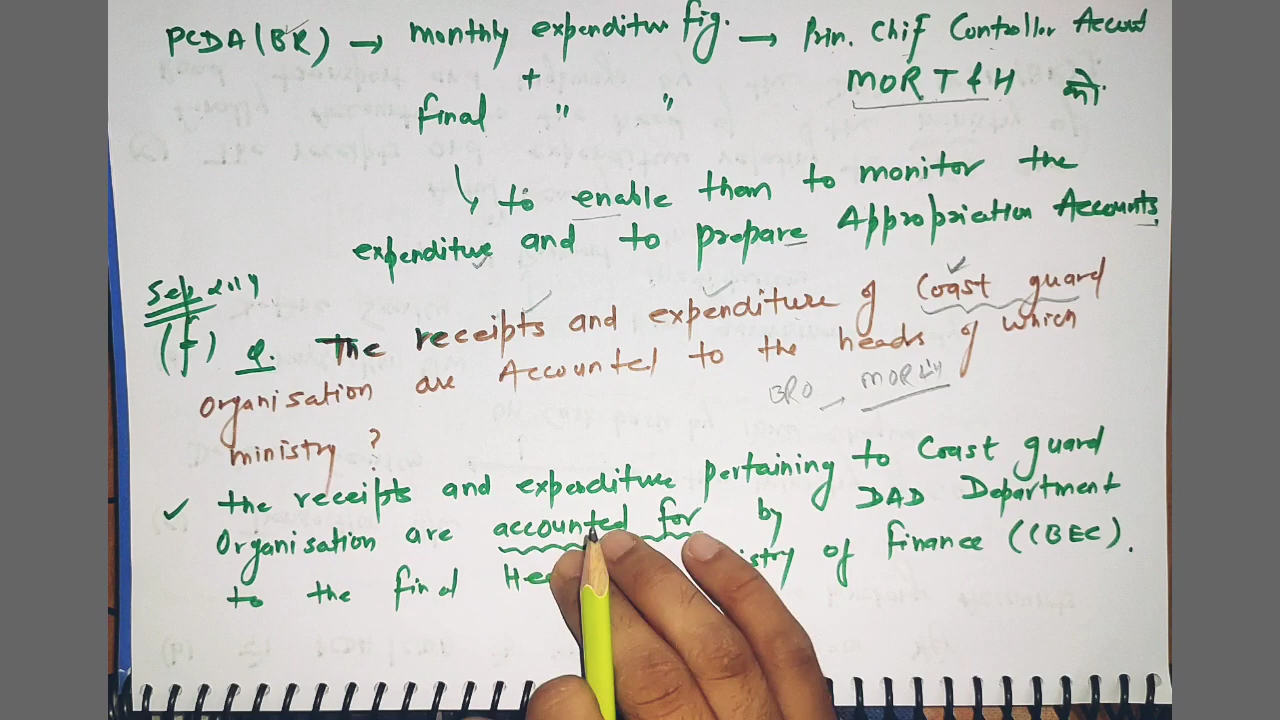 PCDA (BR) → monthly expenditur fig. → Prin. Chif Controller Account
+ MORT&H को
final " "
↳ to enable them to monitor the
expenditure and to prepare Appropriation Accounts.
(f) Q. The receipts and expenditure of Coast guard
Organisation are Accounted to the heads of which
BRO → MORTH
ministry ?
✓ the receipts and expenditure pertaining to Coast guard
Organisation are accounted for by DAD Department
to the final of finance (CBEC).